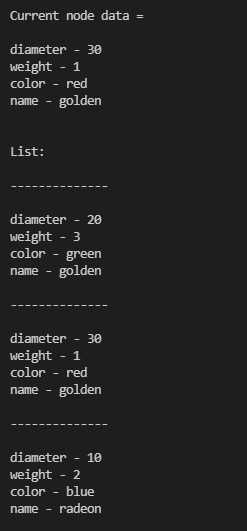 Current node data =
diameter - 30
weight - 1
color - red
name - golden
List:
--------------
diameter - 20
weight - 3
color - green
name - golden
--------------
diameter - 30
weight - 1
color - red
name - golden
--------------
diameter - 10
weight - 2
color - blue
name - radeon